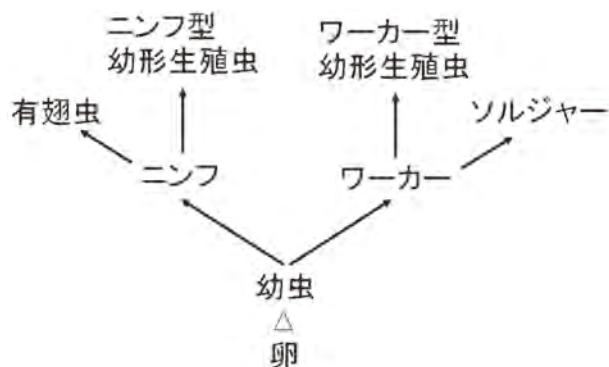 ニンフ型
幼形生殖虫
ワーカー型
幼形生殖虫
有翅虫
ソルジャー
ニンフ
ワーカー
幼虫
△
卵